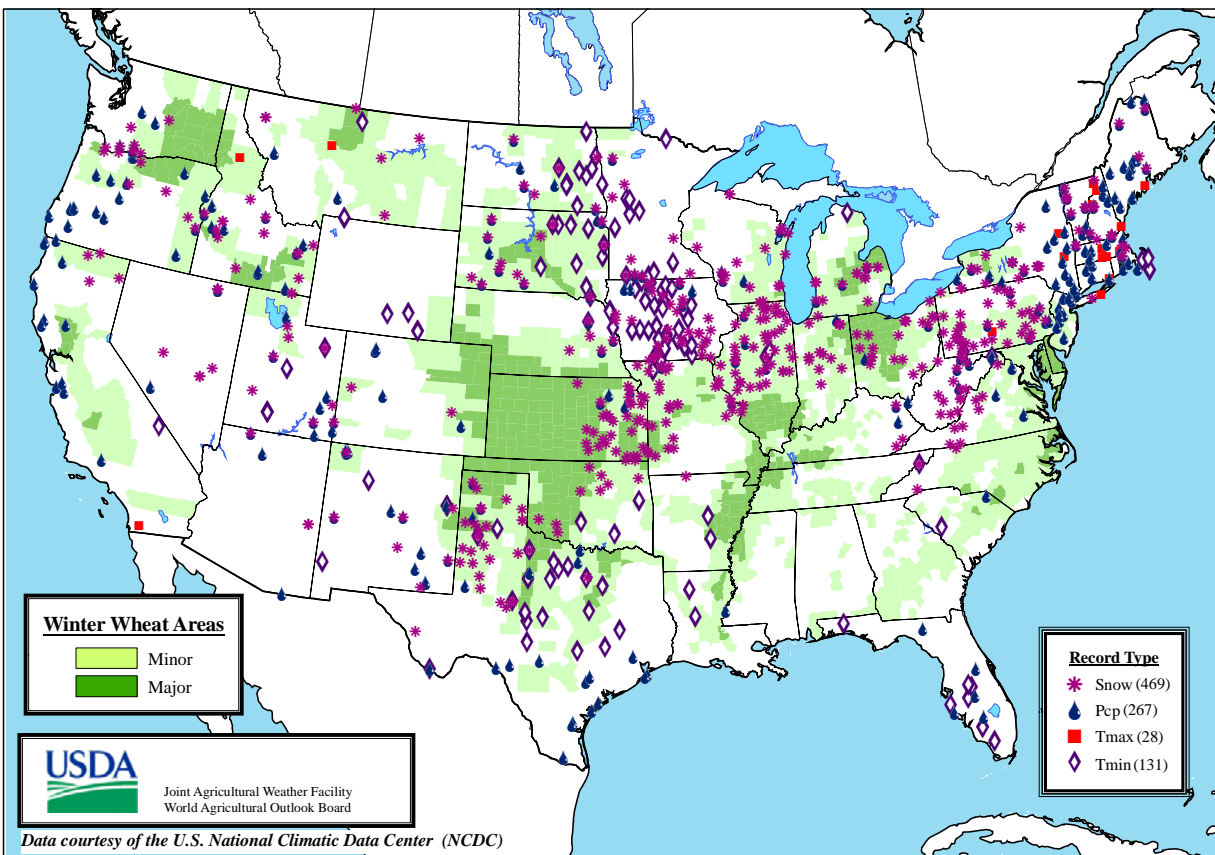 Winter Wheat Areas
Minor
Major
USDA
Joint Agricultural Weather Facility
World Agricultural Outlook Board
Data courtesy of the U.S. National Climatic Data Center (NCDC)
Record Type
Snow (469)
Pcp (267)
Tmax (28)
Tmin (131)